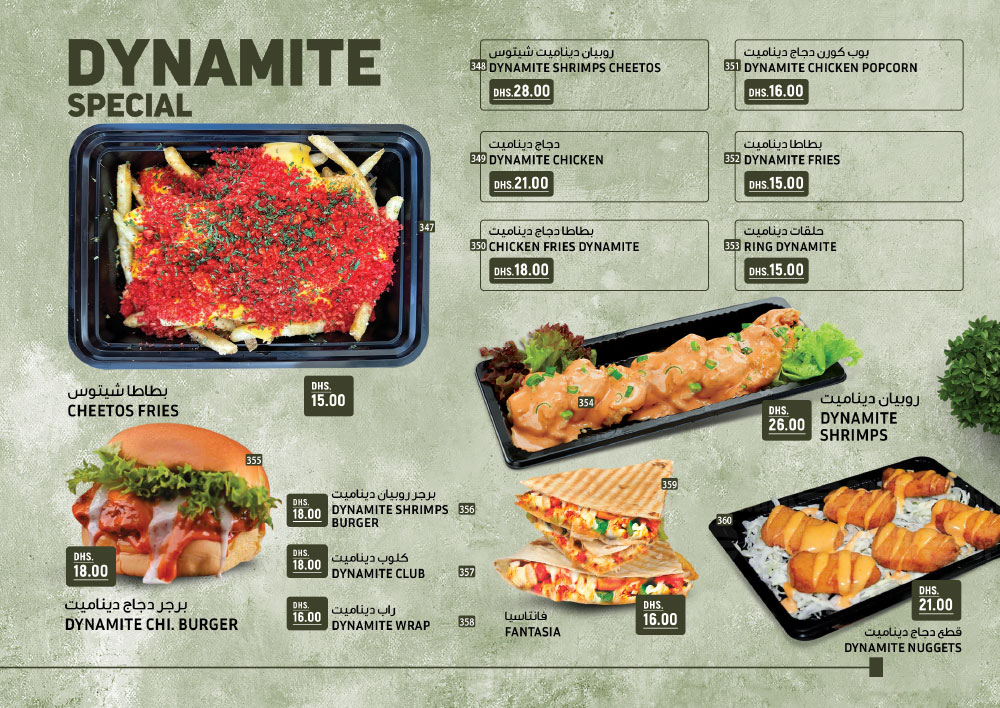 DYNAMITE
SPECIAL
347
بطاطا شيتوس
CHEETOS FRIES
DHS.
15.00
روبيان ديناميت شيتوس
348 DYNAMITE SHRIMPS CHEETOS
DHS.28.00
دجاج ديناميت
349 DYNAMITE CHICKEN
DHS.21.00
بطاطا دجاج ديناميت
350 CHICKEN FRIES DYNAMITE
DHS.18.00
بوب كورن دجاج ديناميت
351 DYNAMITE CHICKEN POPCORN
DHS.16.00
بطاطا ديناميت
352 DYNAMITE FRIES
DHS.15.00
حلقات ديناميت
353 RING DYNAMITE
DHS.15.00
354
DHS.
26.00
روبيان ديناميت
DYNAMITE
SHRIMPS
355
DHS.
18.00
برجر دجاج ديناميت
DYNAMITE CHI. BURGER
DHS.
18.00
برجر روبيان ديناميت
DYNAMITE SHRIMPS 356
BURGER
DHS.
18.00
كلوب ديناميت
DYNAMITE CLUB 357
DHS.
16.00
راب ديناميت
DYNAMITE WRAP 358
359
فانتاسيا
FANTASIA
DHS.
16.00
360
DHS.
21.00
قطع دجاج ديناميت
DYNAMITE NUGGETS